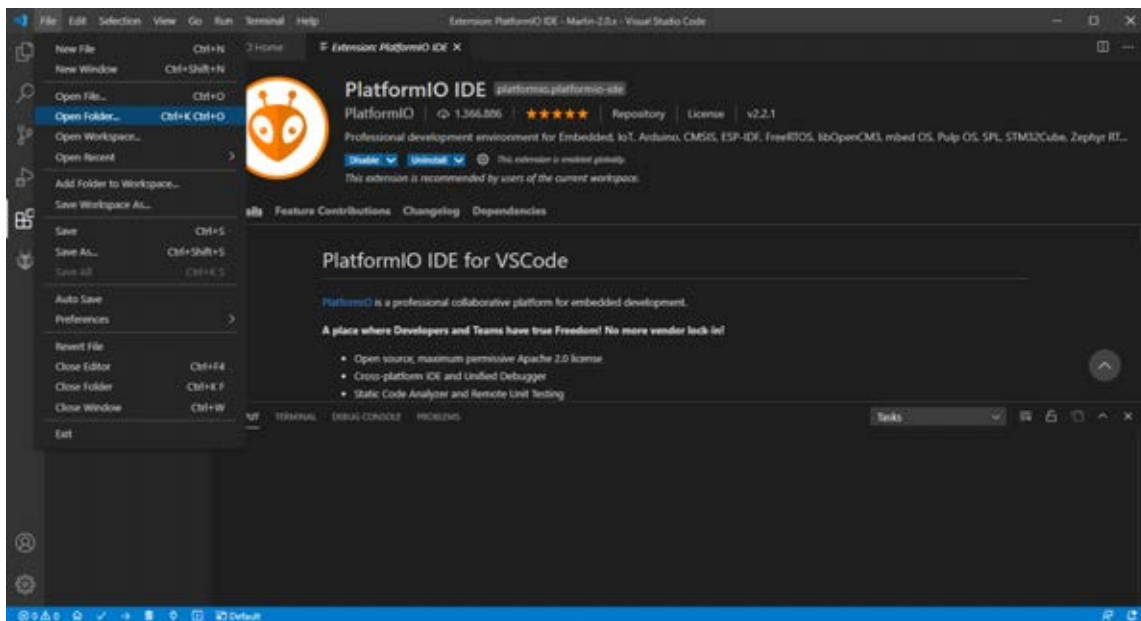 File Edit Selection View Go Run Terminal Help
Extension: PlatformIO IDE - Marlin-2.0.x - Visual Studio Code
New File Ctrl+N
New Window Ctrl+Shift+N
Open File... Ctrl+O
Open Folder... Ctrl+K Ctrl+O
Open Workspace...
Open Recent
Add Folder to Workspace...
Save Workspace As...
Save Ctrl+S
Save As... Ctrl+Shift+S
Save All Ctrl+K S
Auto Save
Preferences
Revert File
Close Editor Ctrl+F4
Close Folder Ctrl+K F
Close Window Ctrl+W
Exit
Home
Extension: PlatformIO IDE
PlatformIO IDE platformio.platformio-ide
PlatformIO 1,366,886 Repository License v2.2.1
Professional development environment for Embedded, IoT, Arduino, CMSIS, ESP-IDF, FreeRTOS, libOpenCM3, mbed OS, Pulp OS, SPL, STM32Cube, Zephyr RT...
Disable Uninstall This extension is enabled globally.
This extension is recommended by users of the current workspace.
Feature Contributions Changelog Dependencies
PlatformIO IDE for VSCode
PlatformIO is a professional collaborative platform for embedded development.
A place where Developers and Teams have true Freedom! No more vendor lock-in!
• Open source, maximum permissive Apache 2.0 license
• Cross-platform IDE and Unified Debugger
• Static Code Analyzer and Remote Unit Testing
TERMINAL DEBUG CONSOLE PROBLEMS
Tasks
0 0 Default